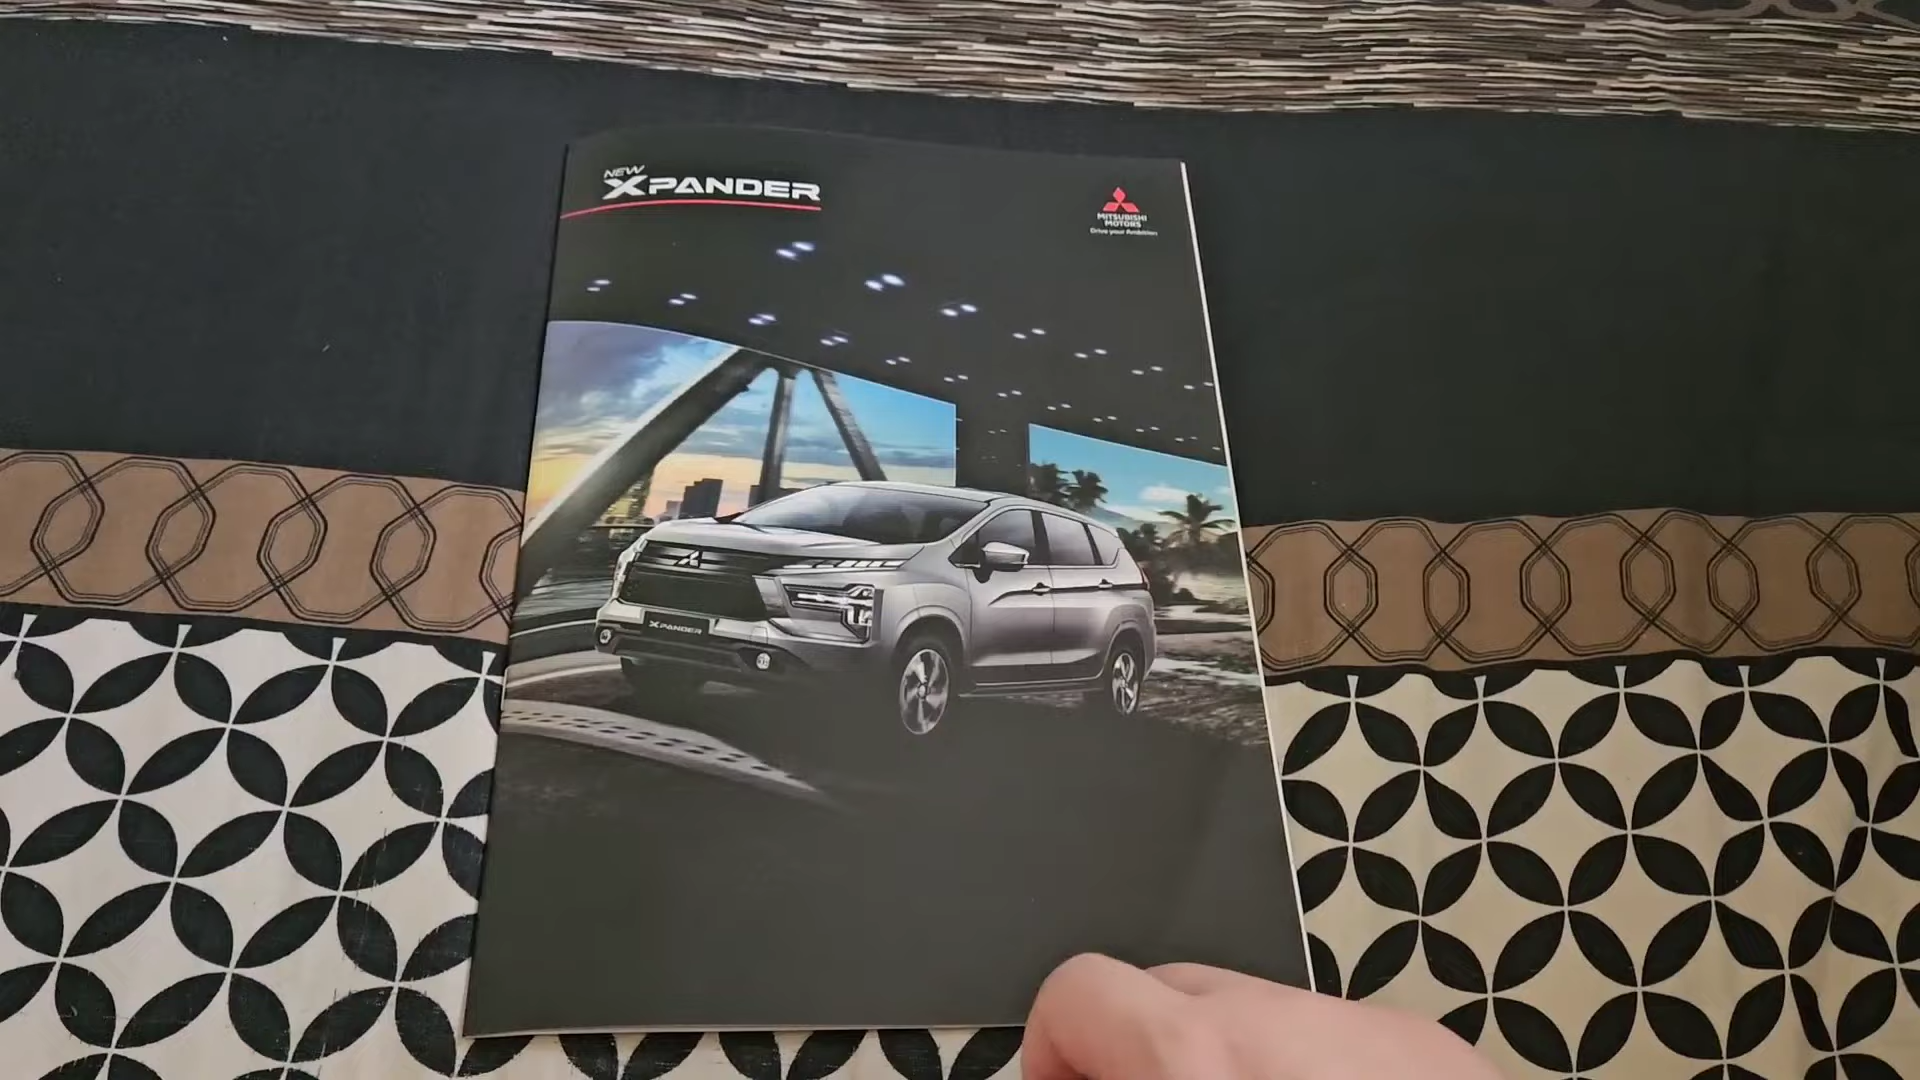 NEW
XPANDER
MITSUBISHI
MOTORS
Drive your Ambition
XPANDER